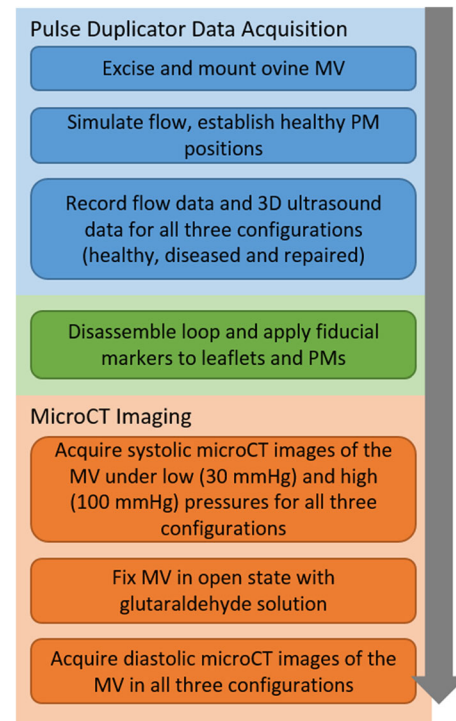 Pulse Duplicator Data Acquisition
Excise and mount ovine MV
Simulate flow, establish healthy PM
positions
Record flow data and 3D ultrasound
data for all three configurations
(healthy, diseased and repaired)
Disassemble loop and apply fiducial
markers to leaflets and PMs
MicroCT Imaging
Acquire systolic microCT images of the
MV under low (30 mmHg) and high
(100 mmHg) pressures for all three
configurations
Fix MV in open state with
glutaraldehyde solution
Acquire diastolic microCT images of the
MV in all three configurations